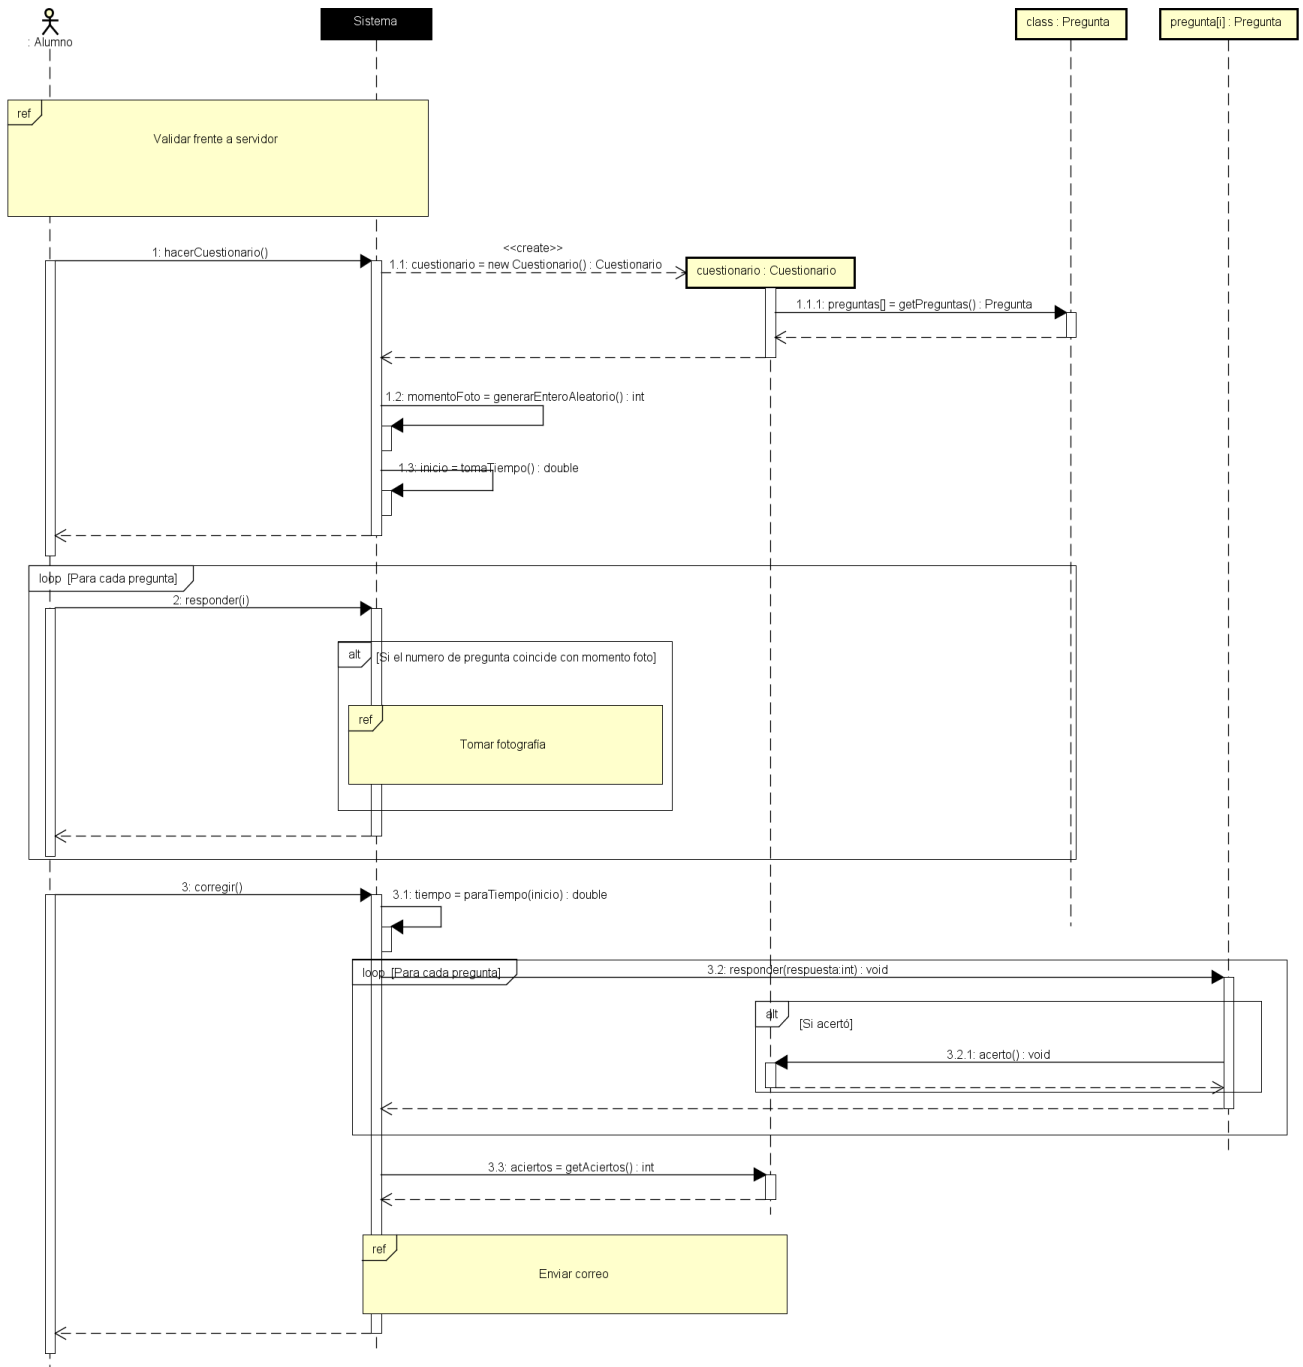 : Alumno
Sistema
class : Pregunta
pregunta[i] : Pregunta
ref
Validar frente a servidor
1: hacerCuestionario()
<<create>>
1.1: cuestionario = new Cuestionario() : Cuestionario
cuestionario : Cuestionario
1.1.1: preguntas[] = getPreguntas() : Pregunta
1.2: momentoFoto = generarEnteroAleatorio() : int
1.3: inicio = tomaTiempo() : double
loop [Para cada pregunta]
2: responder(i)
alt
[Si el numero de pregunta coincide con momento foto]
ref
Tomar fotografía
3: corregir()
3.1: tiempo = paraTiempo(inicio) : double
loop [Para cada pregunta]
3.2: responder(respuesta:int) : void
alt
[Si acertó]
3.2.1: acerto() : void
3.3: aciertos = getAciertos() : int
ref
Enviar correo